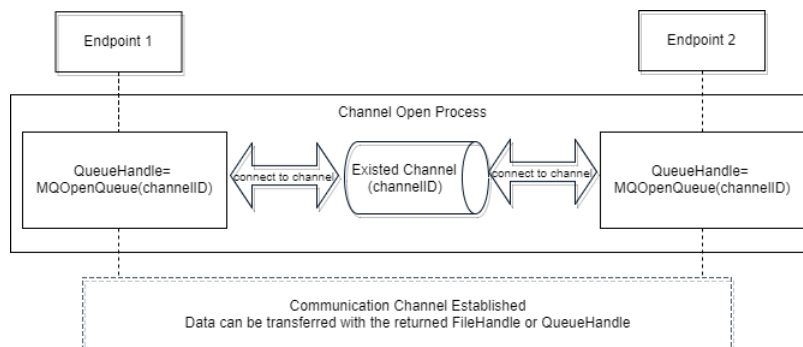 Endpoint 1
Endpoint 2
Channel Open Process
QueueHandle=
MQOpenQueue(channelID)
connect to channel
Existed Channel
(channelID)
connect to channel
QueueHandle=
MQOpenQueue(channelID)
Communication Channel Established
Data can be transferred with the returned FileHandle or QueueHandle